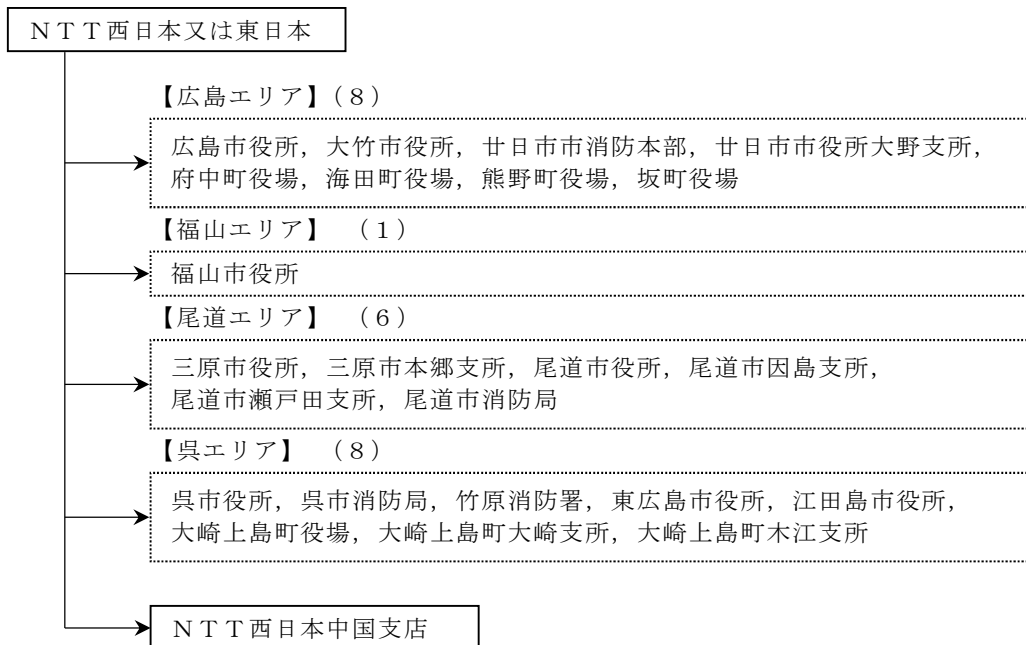 ＮＴＴ西日本又は東日本
【広島エリア】（８）
広島市役所，大竹市役所，廿日市市消防本部，廿日市市役所大野支所，
府中町役場，海田町役場，熊野町役場，坂町役場
【福山エリア】　（１）
福山市役所
【尾道エリア】　（６）
三原市役所，三原市本郷支所，尾道市役所，尾道市因島支所，
尾道市瀬戸田支所，尾道市消防局
【呉エリア】　（８）
呉市役所，呉市消防局，竹原消防署，東広島市役所，江田島市役所，
大崎上島町役場，大崎上島町大崎支所，大崎上島町木江支所
ＮＴＴ西日本中国支店